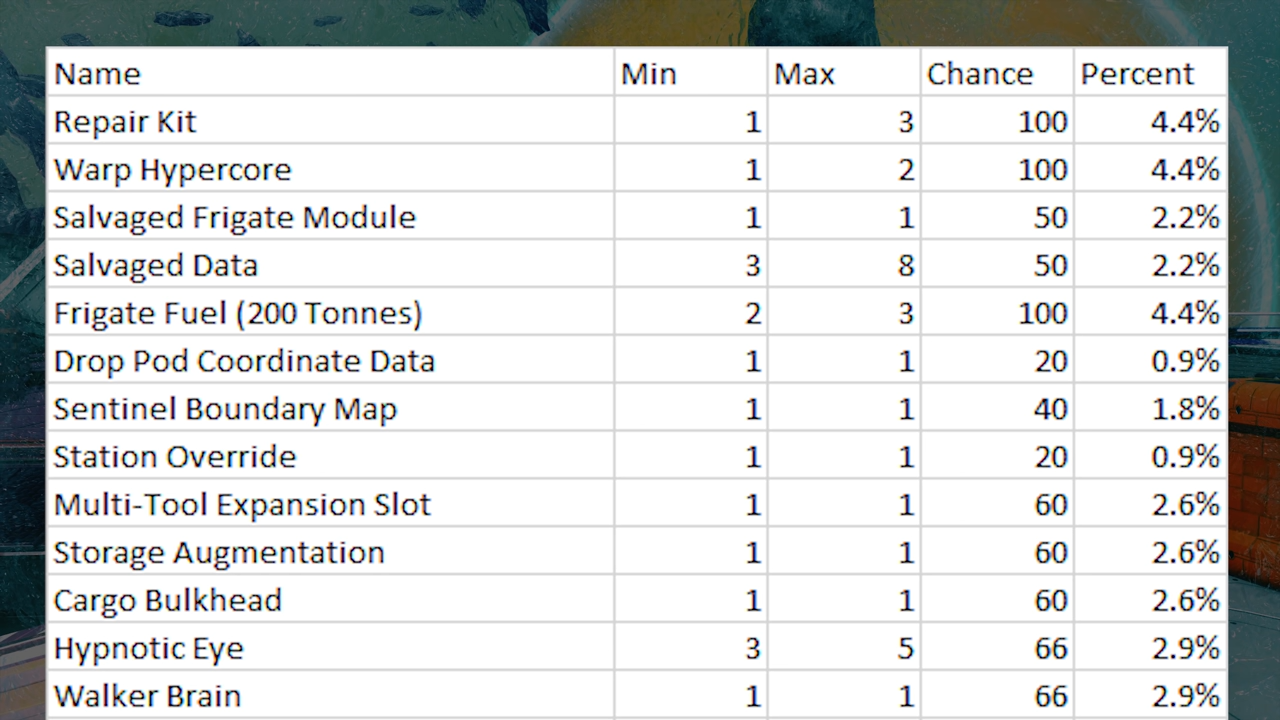 Name Min Max Chance Percent
Repair Kit 1 3 100 4.4%
Warp Hypercore 1 2 100 4.4%
Salvaged Frigate Module 1 1 50 2.2%
Salvaged Data 3 8 50 2.2%
Frigate Fuel (200 Tonnes) 2 3 100 4.4%
Drop Pod Coordinate Data 1 1 20 0.9%
Sentinel Boundary Map 1 1 40 1.8%
Station Override 1 1 20 0.9%
Multi-Tool Expansion Slot 1 1 60 2.6%
Storage Augmentation 1 1 60 2.6%
Cargo Bulkhead 1 1 60 2.6%
Hypnotic Eye 3 5 66 2.9%
Walker Brain 1 1 66 2.9%